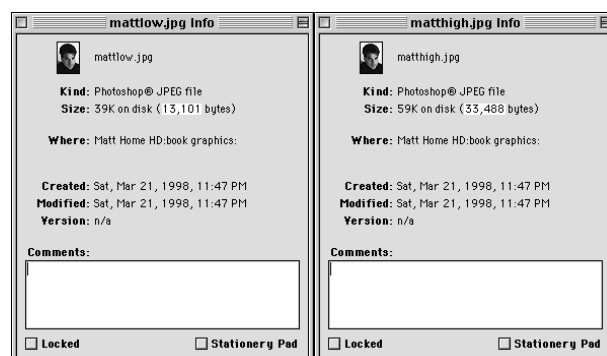 mattlow.jpg Info
mattlow.jpg
Kind: Photoshop® JPEG file
Size: 39K on disk (13,101 bytes)
Where: Matt Home HD:book graphics:
Created: Sat, Mar 21, 1998, 11:47 PM
Modified: Sat, Mar 21, 1998, 11:47 PM
Version: n/a
Comments:
Locked
Stationery Pad
matthigh.jpg Info
matthigh.jpg
Kind: Photoshop® JPEG file
Size: 59K on disk (33,488 bytes)
Where: Matt Home HD:book graphics:
Created: Sat, Mar 21, 1998, 11:47 PM
Modified: Sat, Mar 21, 1998, 11:47 PM
Version: n/a
Comments:
Locked
Stationery Pad